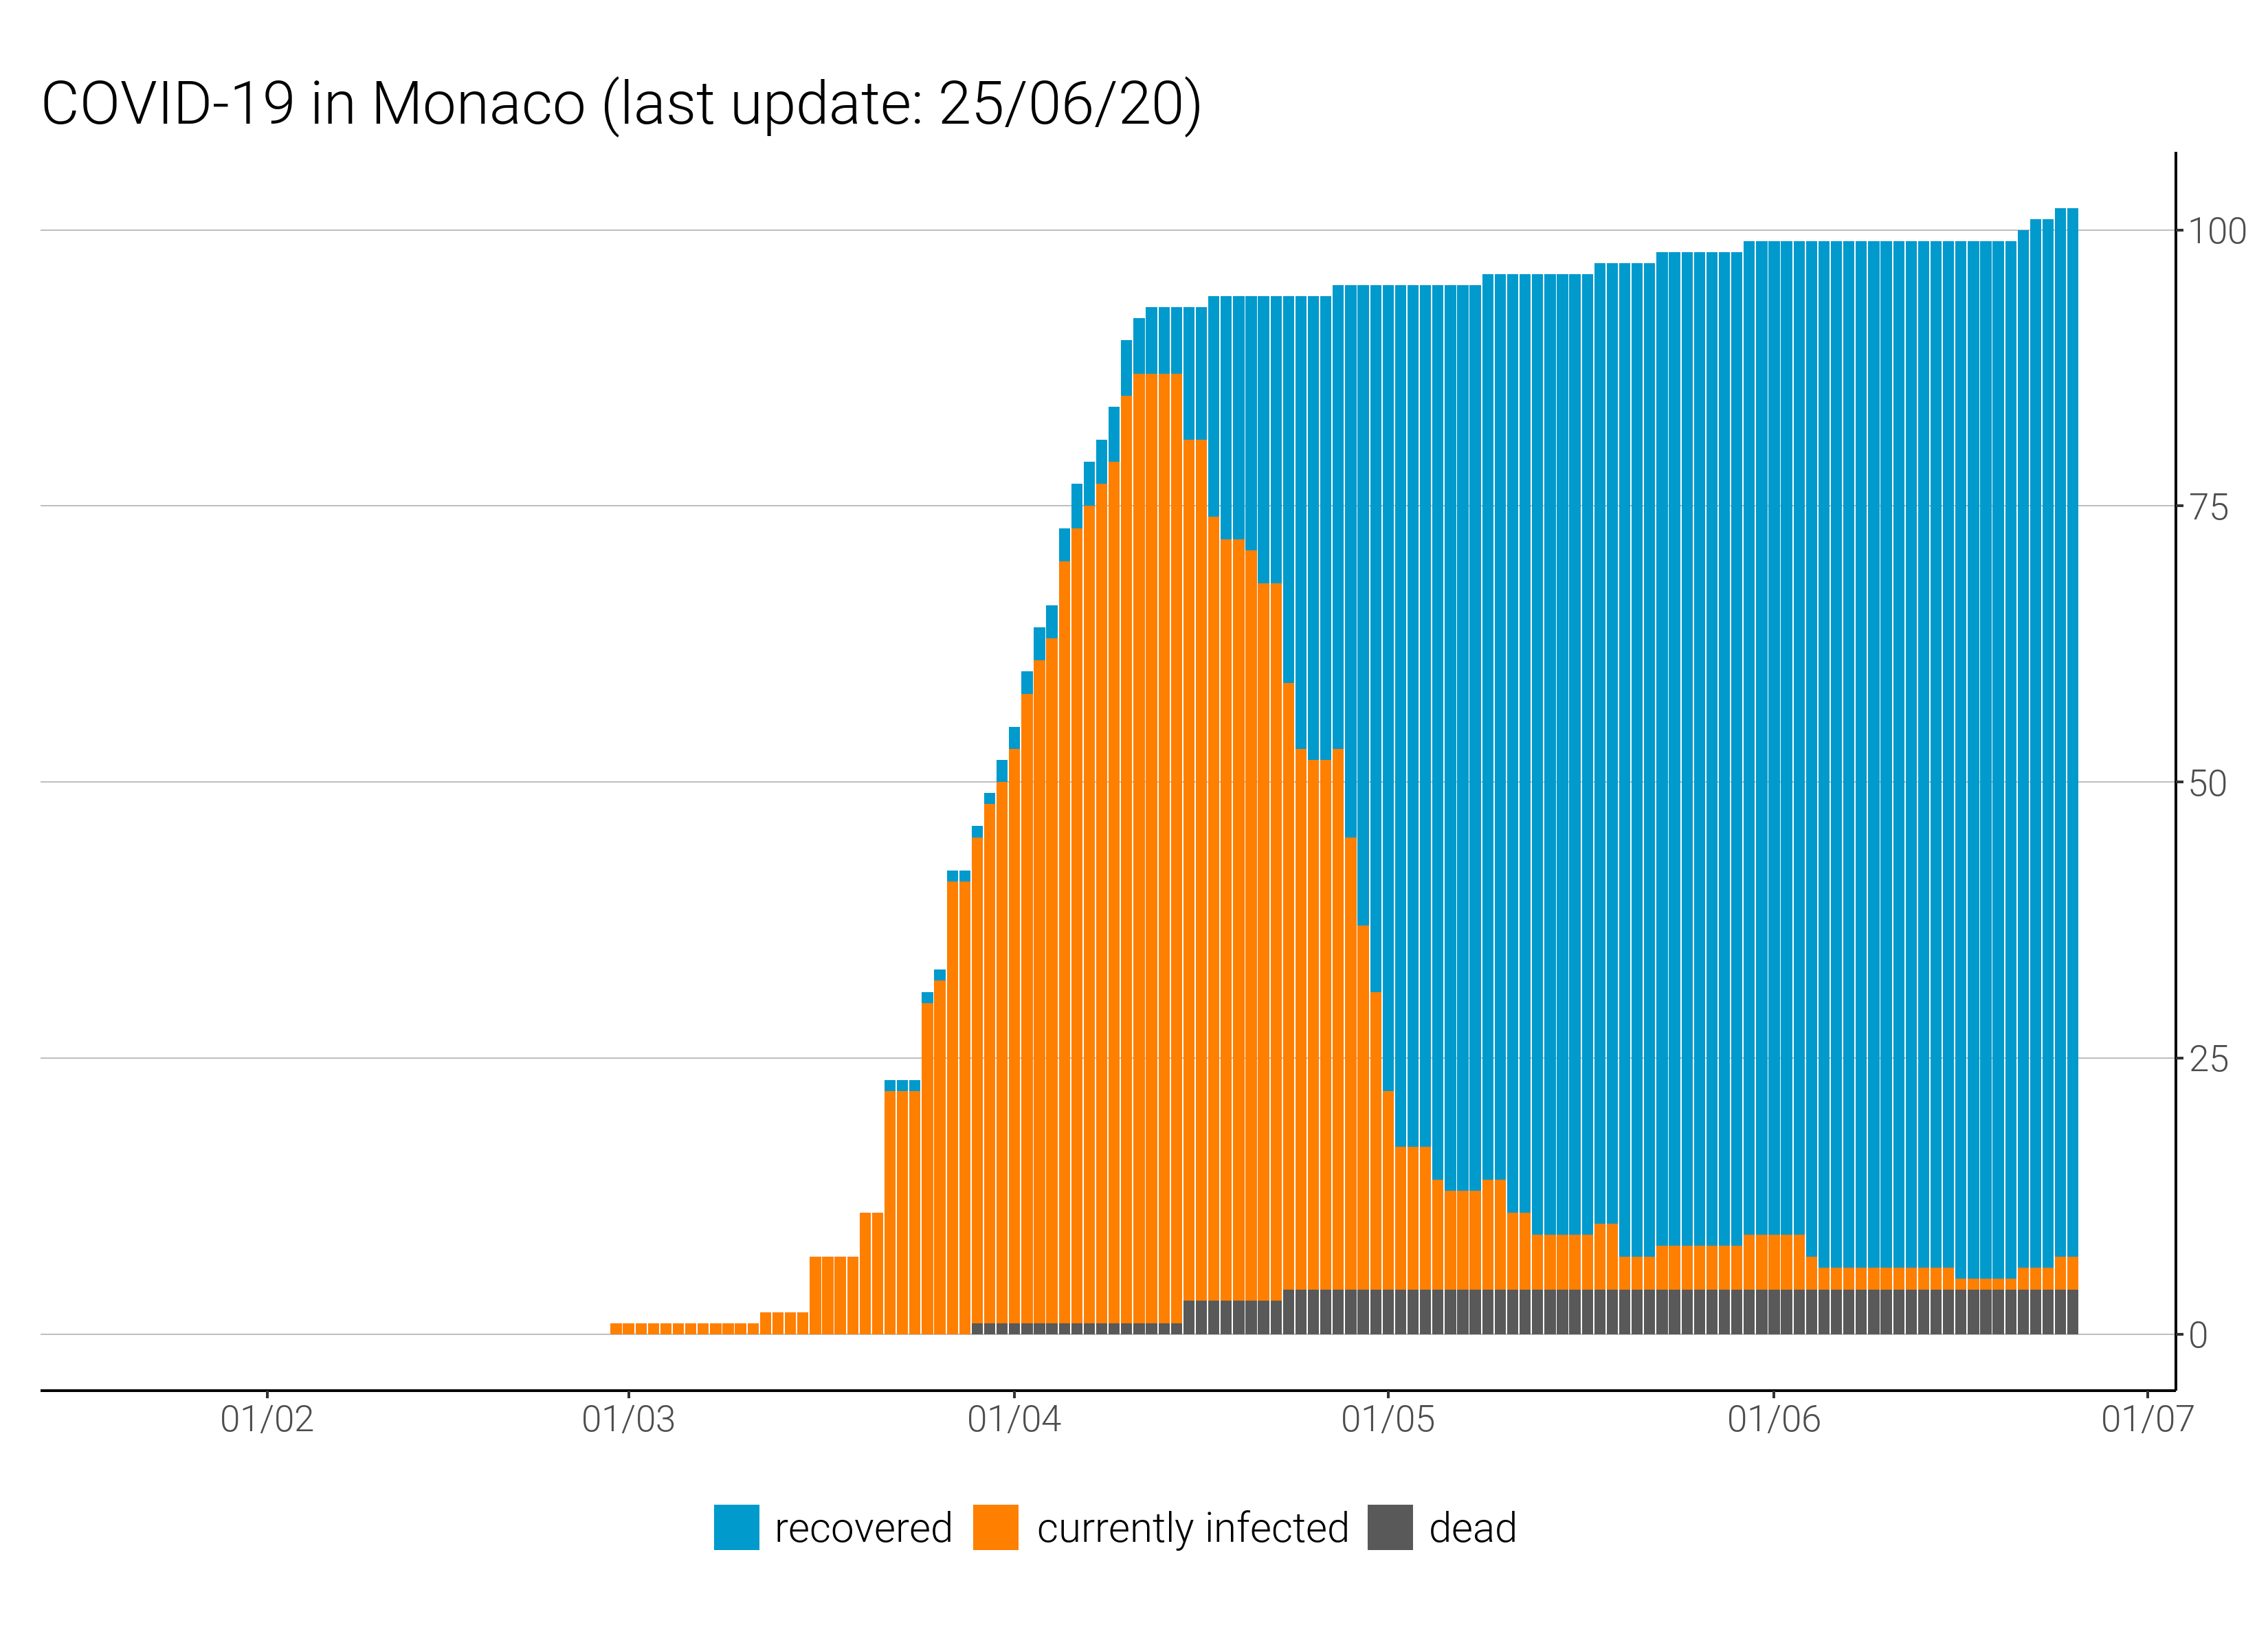 COVID-19 in Monaco (last update: 25/06/20)
100
75
50
25
0
01/02 01/03 01/04 01/05 01/06 01/07
recovered currently infected dead